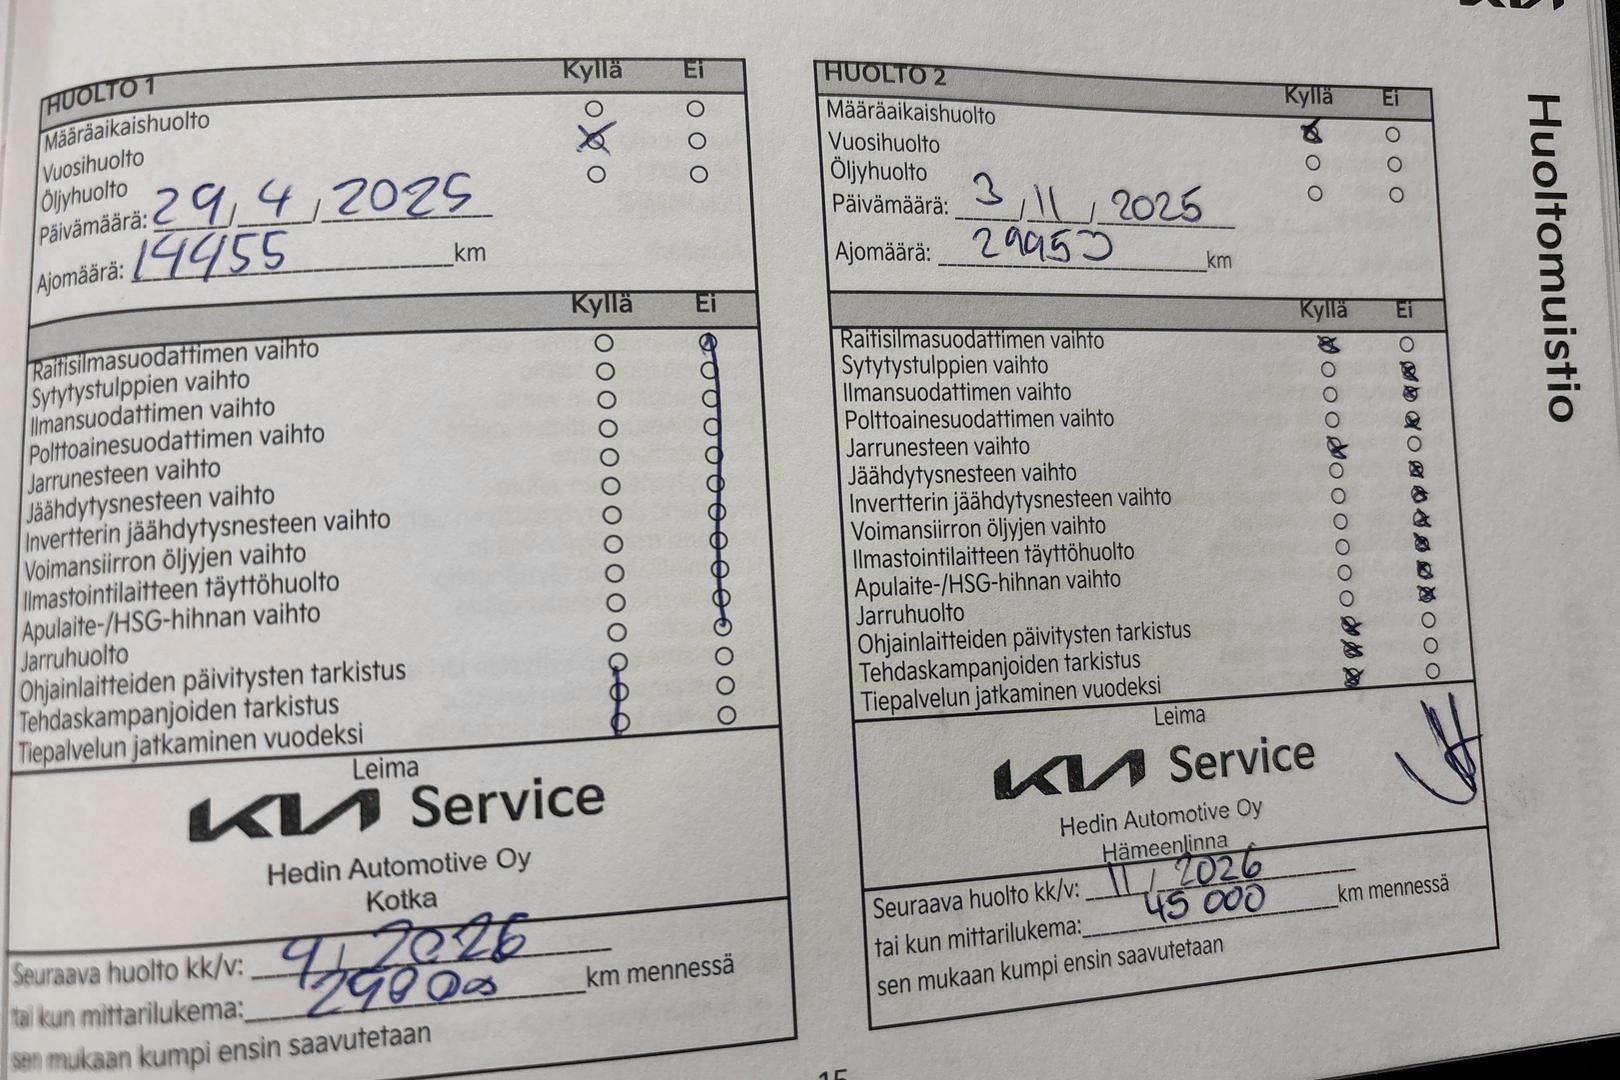 HUOLTO 1 Kyllä Ei
Määräaikaishuolto
Vuosihuolto
Öljyhuolto
Päivämäärä: 29 / 4 / 2025
Ajomäärä: 14455 km
Kyllä Ei
Raitisilmasuodattimen vaihto
Sytytystulppien vaihto
Ilmansuodattimen vaihto
Polttoainesuodattimen vaihto
Jarrunesteen vaihto
Jäähdytysnesteen vaihto
Invertterin jäähdytysnesteen vaihto
Voimansiirron öljyjen vaihto
Ilmastointilaitteen täyttöhuolto
Apulaite-/HSG-hihnan vaihto
Jarruhuolto
Ohjainlaitteiden päivitysten tarkistus
Tehdaskampanjoiden tarkistus
Tiepalvelun jatkaminen vuodeksi
Leima
KIA Service
Hedin Automotive Oy
Kotka
Seuraava huolto kk/v: 4 / 2026
tai kun mittarilukema: km mennessä
sen mukaan kumpi ensin saavutetaan
HUOLTO 2 Kyllä Ei
Määräaikaishuolto
Vuosihuolto
Öljyhuolto
Päivämäärä: 3 / 11 / 2025
Ajomäärä: 29950 km
Kyllä Ei
Raitisilmasuodattimen vaihto
Sytytystulppien vaihto
Ilmansuodattimen vaihto
Polttoainesuodattimen vaihto
Jarrunesteen vaihto
Jäähdytysnesteen vaihto
Invertterin jäähdytysnesteen vaihto
Voimansiirron öljyjen vaihto
Ilmastointilaitteen täyttöhuolto
Apulaite-/HSG-hihnan vaihto
Jarruhuolto
Ohjainlaitteiden päivitysten tarkistus
Tehdaskampanjoiden tarkistus
Tiepalvelun jatkaminen vuodeksi
Leima
KIA Service
Hedin Automotive Oy
Hämeenlinna
Seuraava huolto kk/v: 11 / 2026
tai kun mittarilukema: 45 000 km mennessä
sen mukaan kumpi ensin saavutetaan
Huoltomuistio
15